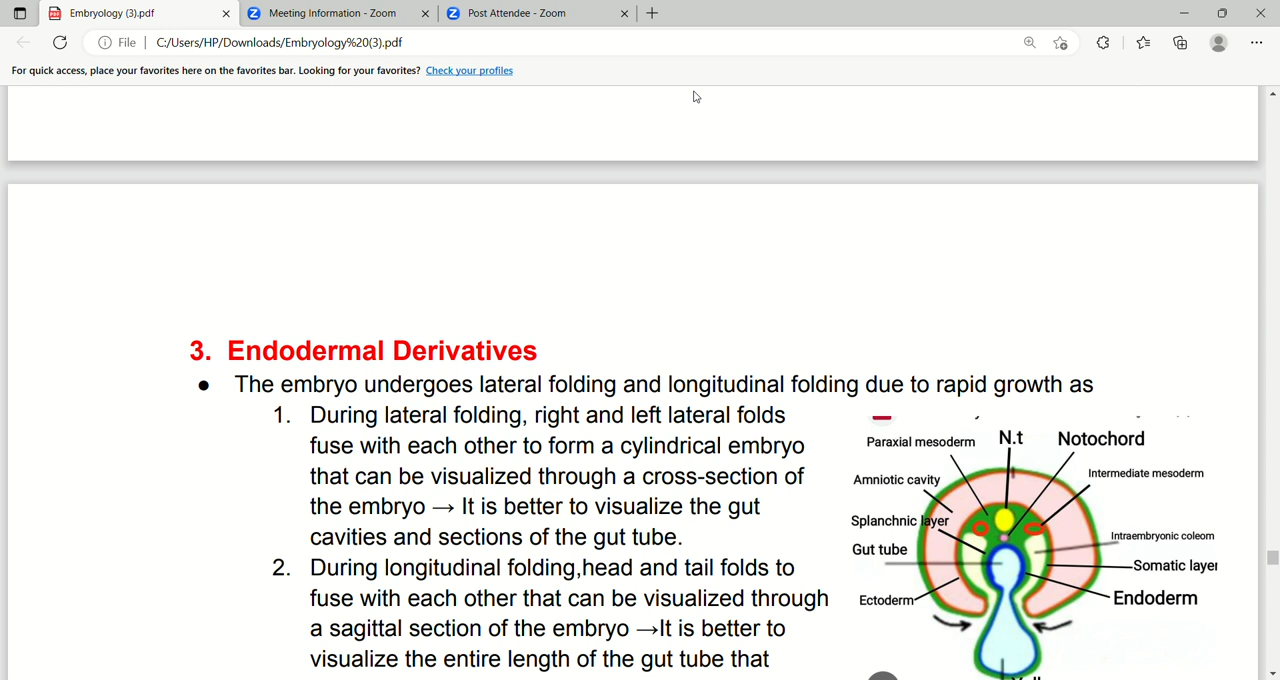 Embryology (3).pdf
Meeting Information - Zoom
Post Attendee - Zoom
File
C:/Users/HP/Downloads/Embryology%20(3).pdf
For quick access, place your favorites here on the favorites bar. Looking for your favorites? Check your profiles
3. Endodermal Derivatives
● The embryo undergoes lateral folding and longitudinal folding due to rapid growth as
1. During lateral folding, right and left lateral folds
fuse with each other to form a cylindrical embryo
that can be visualized through a cross-section of
the embryo → It is better to visualize the gut
cavities and sections of the gut tube.
2. During longitudinal folding,head and tail folds to
fuse with each other that can be visualized through
a sagittal section of the embryo →It is better to
visualize the entire length of the gut tube that
Paraxial mesoderm
N.t
Notochord
Amniotic cavity
Intermediate mesoderm
Splanchnic layer
Intraembryonic coleom
Gut tube
Somatic layer
Ectoderm
Endoderm